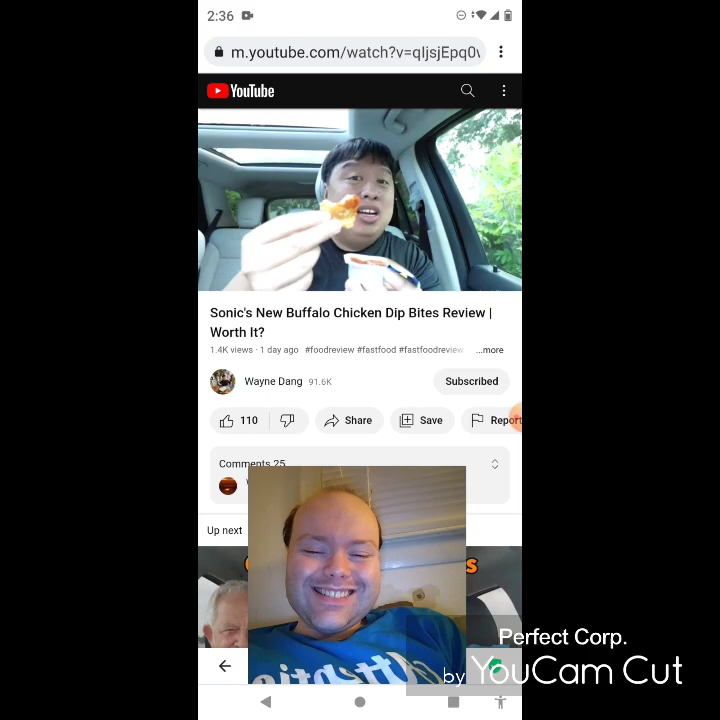 2:36
m.youtube.com/watch?v=qIjsjEpq0
YouTube
Sonic's New Buffalo Chicken Dip Bites Review |
Worth It?
1.4K views · 1 day ago #foodreview #fastfood #fastfoodreview ...more
Wayne Dang 91.6K
Subscribed
110
Share
Save
Report
Comments 25
Up next
Perfect Corp.
by YouCam Cut